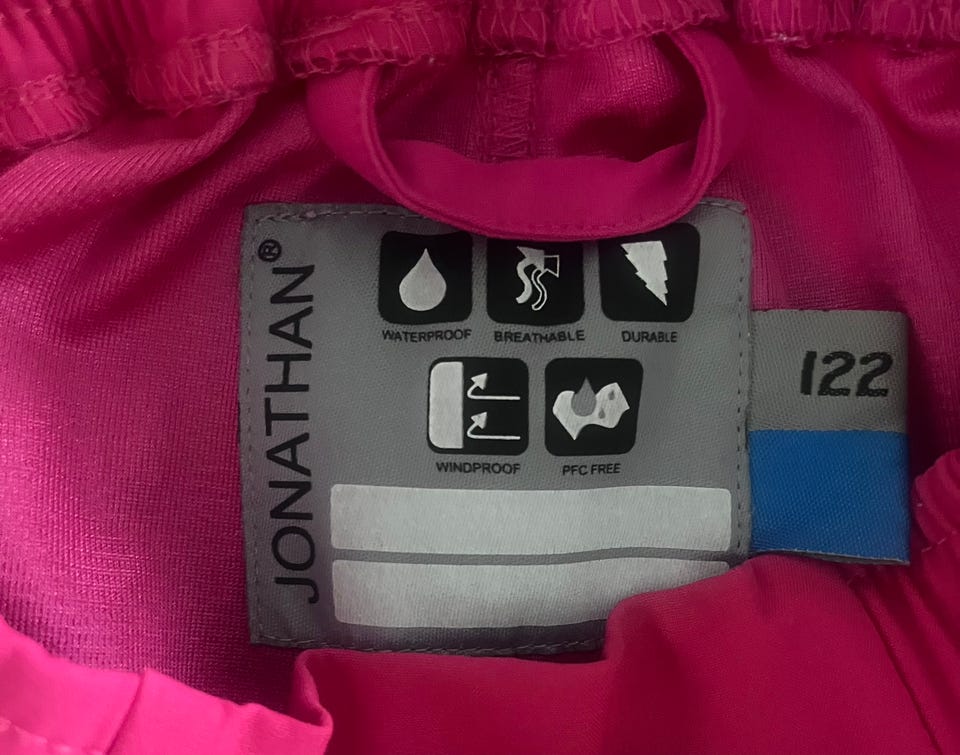 JONATHAN®
WATERPROOF BREATHABLE DURABLE
WINDPROOF PFC FREE
122